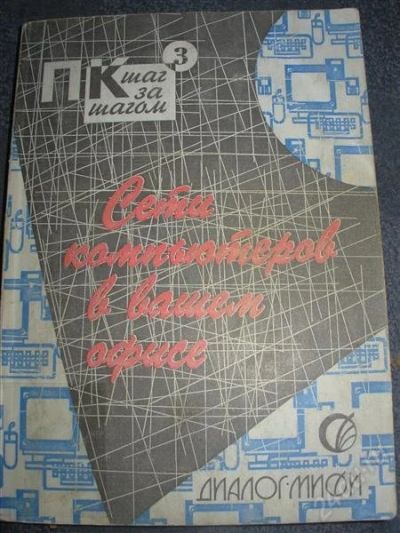 ПК шаг
за
шагом
3
Сети
компьютеров
в вашем
офисе
ДИАЛОГ-МИФИ